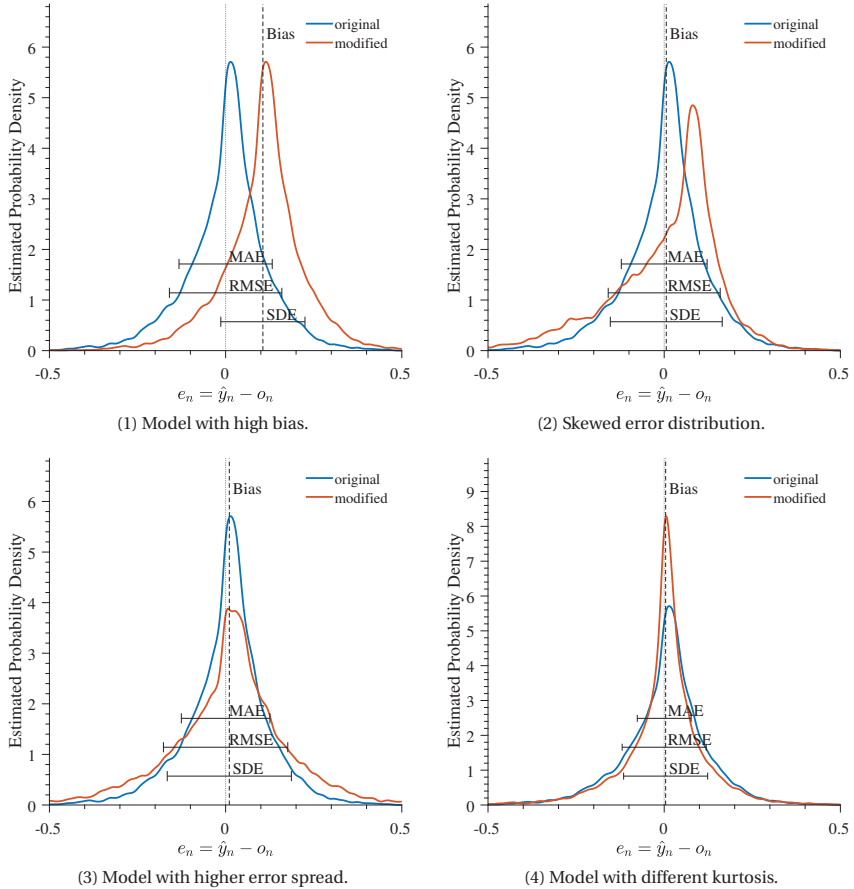 original
modified
Bias
Estimated Probability Density
6
5
4
3
2
1
0
MAE
RMSE
SDE
-0.5 0 0.5
e_n = ŷ_n − o_n
(1) Model with high bias.
original
modified
Bias
Estimated Probability Density
6
5
4
3
2
1
0
MAE
RMSE
SDE
-0.5 0 0.5
e_n = ŷ_n − o_n
(2) Skewed error distribution.
original
modified
Bias
Estimated Probability Density
6
5
4
3
2
1
0
MAE
RMSE
SDE
-0.5 0 0.5
e_n = ŷ_n − o_n
(3) Model with higher error spread.
original
modified
Bias
Estimated Probability Density
9
8
7
6
5
4
3
2
1
0
MAE
RMSE
SDE
-0.5 0 0.5
e_n = ŷ_n − o_n
(4) Model with different kurtosis.